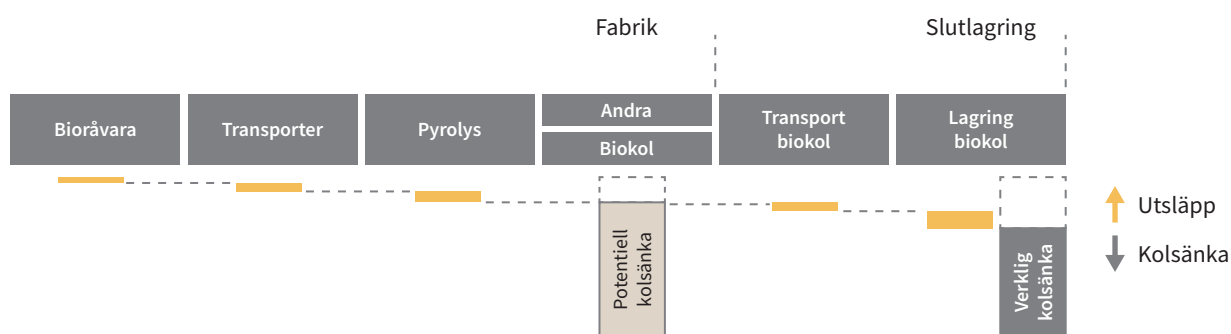 Fabrik
Slutlagring
Bioråvara
Transporter
Pyrolys
Andra
Biokol
Transport
biokol
Lagring
biokol
Utsläpp
Kolsänka
Potentiell
kolsänka
Verklig
kolsänka